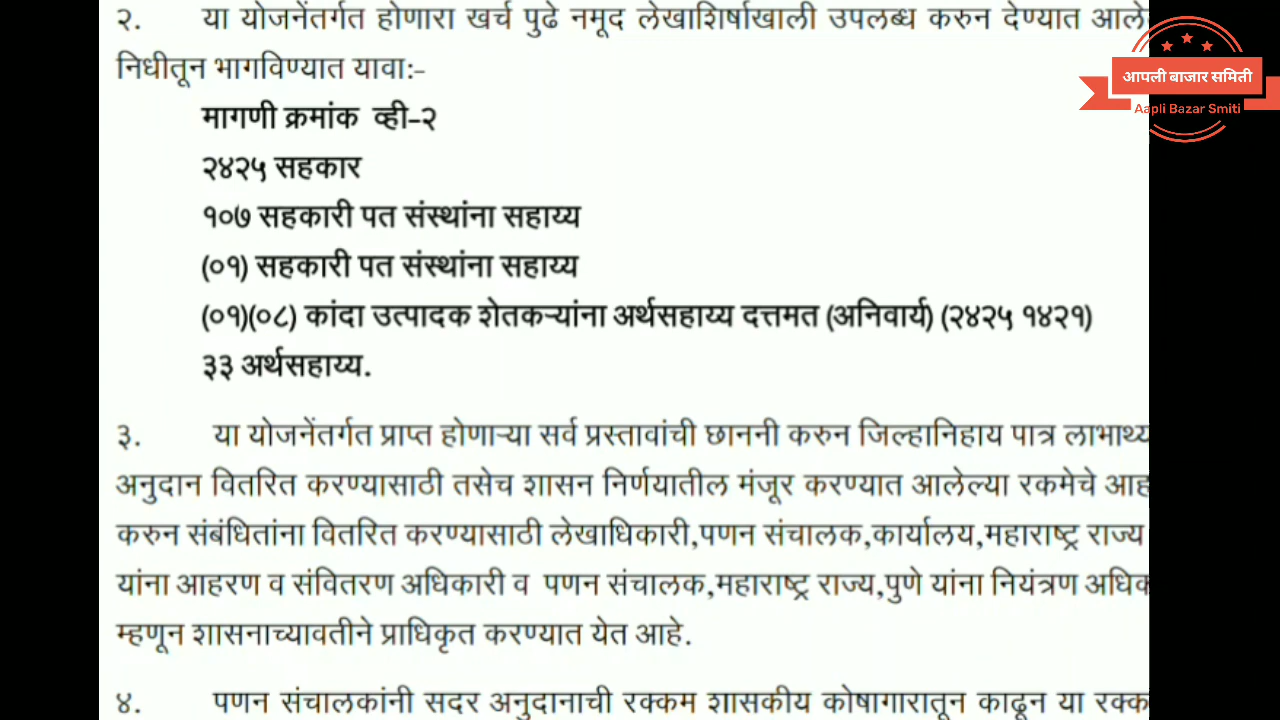 २. या योजनेंतर्गत होणारा खर्च पुढे नमूद लेखाशिर्षाखाली उपलब्ध करुन देण्यात आले
निधीतून भागविण्यात यावाः-
मागणी क्रमांक व्ही-२
२४२५ सहकार
१०७ सहकारी पत संस्थांना सहाय्य
(०१) सहकारी पत संस्थांना सहाय्य
(०१)(०८) कांदा उत्पादक शेतकऱ्यांना अर्थसहाय्य दत्तमत (अनिवार्य) (२४२५ १४२१)
३३ अर्थसहाय्य.
३. या योजनेंतर्गत प्राप्त होणाऱ्या सर्व प्रस्तावांची छाननी करुन जिल्हानिहाय पात्र
अनुदान वितरित करण्यासाठी तसेच शासन निर्णयातील मंजूर करण्यात आलेल्या रकमेचे
करुन संबंधितांना वितरित करण्यासाठी लेखाधिकारी,पणन संचालक,कार्यालय,महाराष्ट्र राज्य
यांना आहरण व संवितरण अधिकारी व पणन संचालक,महाराष्ट्र राज्य,पुणे यांना नियंत्रण
म्हणून शासनाच्यावतीने प्राधिकृत करण्यात येत आहे.
४. पणन संचालकांनी सदर अनुदानाची रक्कम शासकीय कोषागारातून काढून या
आपली बाजार समिती
Aapli Bazar Smiti